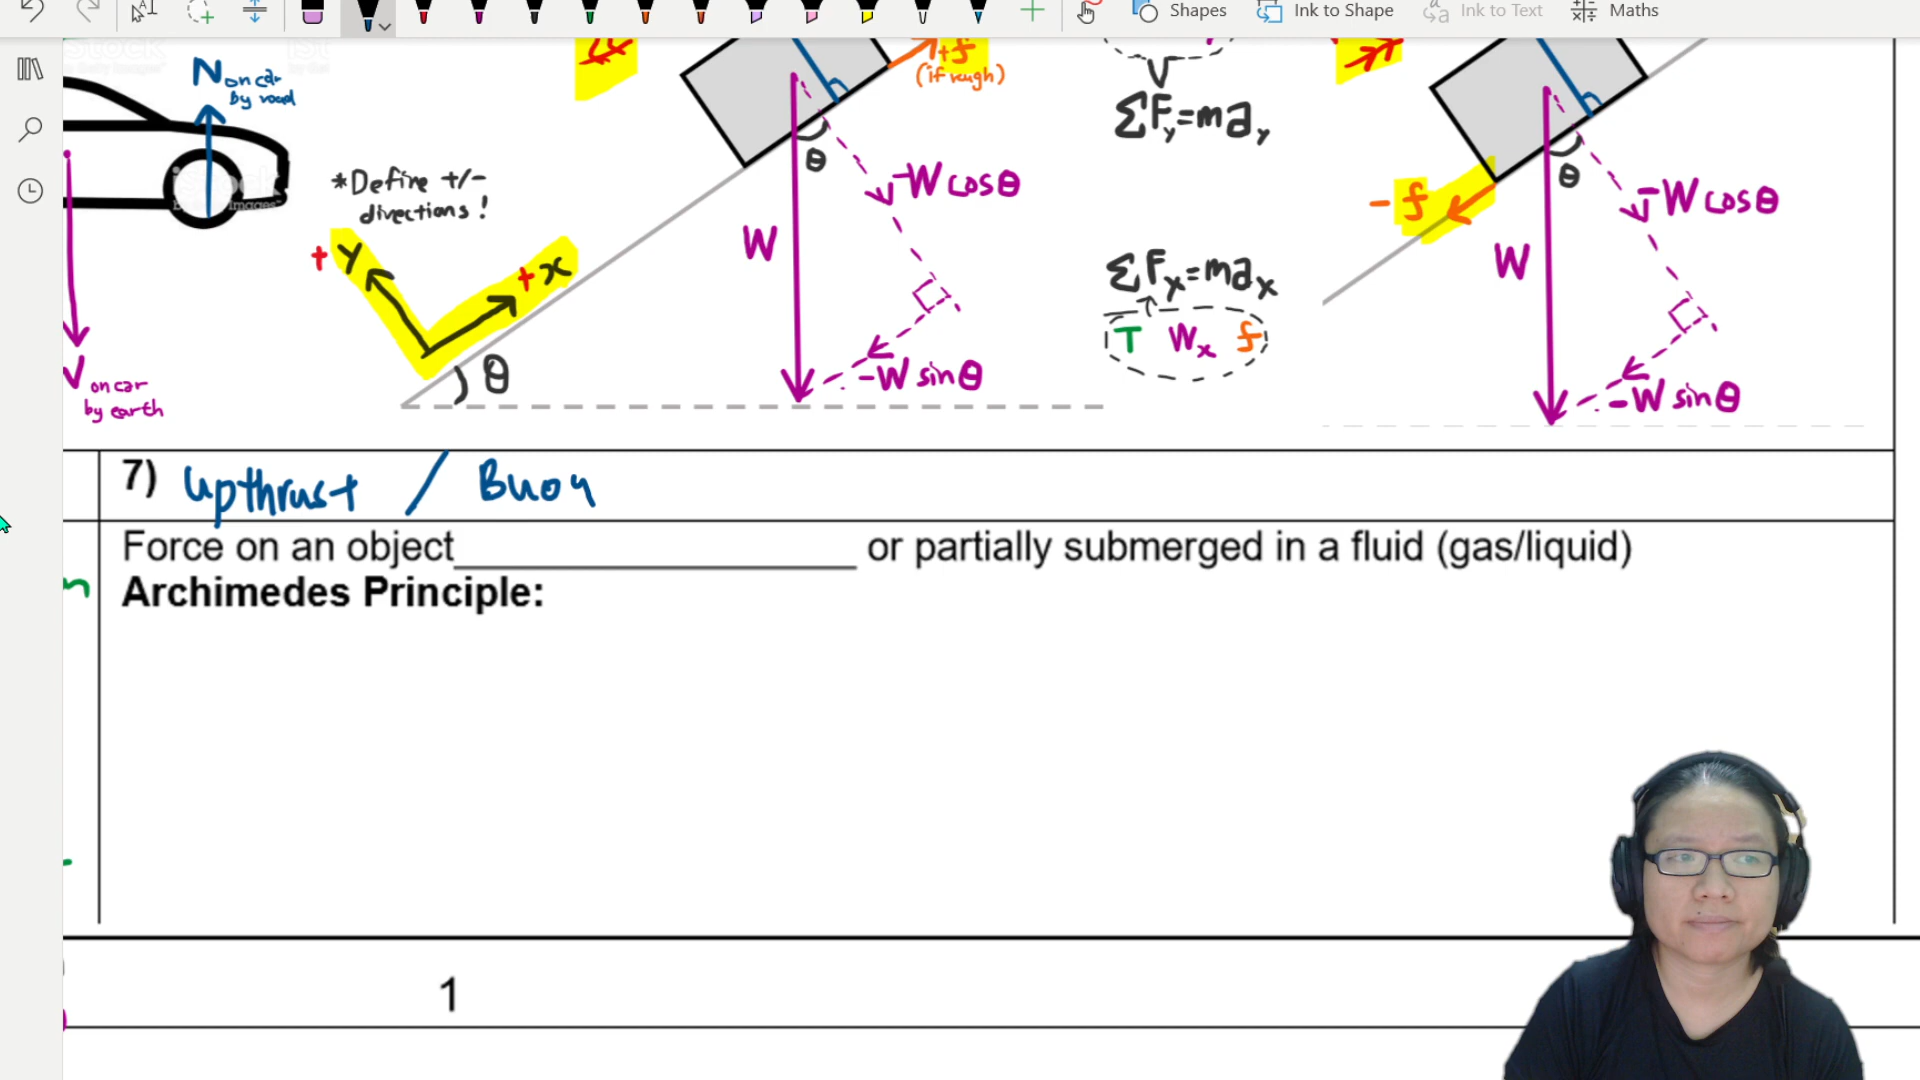 Shapes Ink to Shape Ink to Text Maths
N on car
by road
*Define +/-
directions!
+ y
+ x
θ
+f
(if rough)
θ
-W cosθ
W
-W sinθ
ΣFy=may
ΣFx=max
T Wx f
- f
θ
-W cosθ
W
-W sinθ
on car
by earth
7) Upthrust / Buoy
Force on an object________________ or partially submerged in a fluid (gas/liquid)
Archimedes Principle:
1